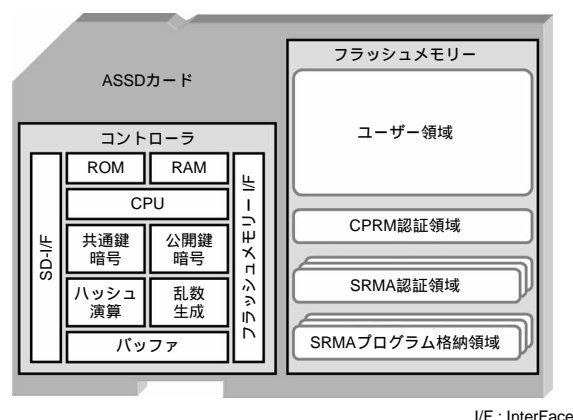 ASSDカード
コントローラ
SD-I/F
ROM
RAM
CPU
共通鍵
暗号
公開鍵
暗号
ハッシュ
演算
乱数
生成
バッファ
フラッシュメモリー I/F
フラッシュメモリー
ユーザー領域
CPRM認証領域
SRMA認証領域
SRMAプログラム格納領域
I/F : InterFace